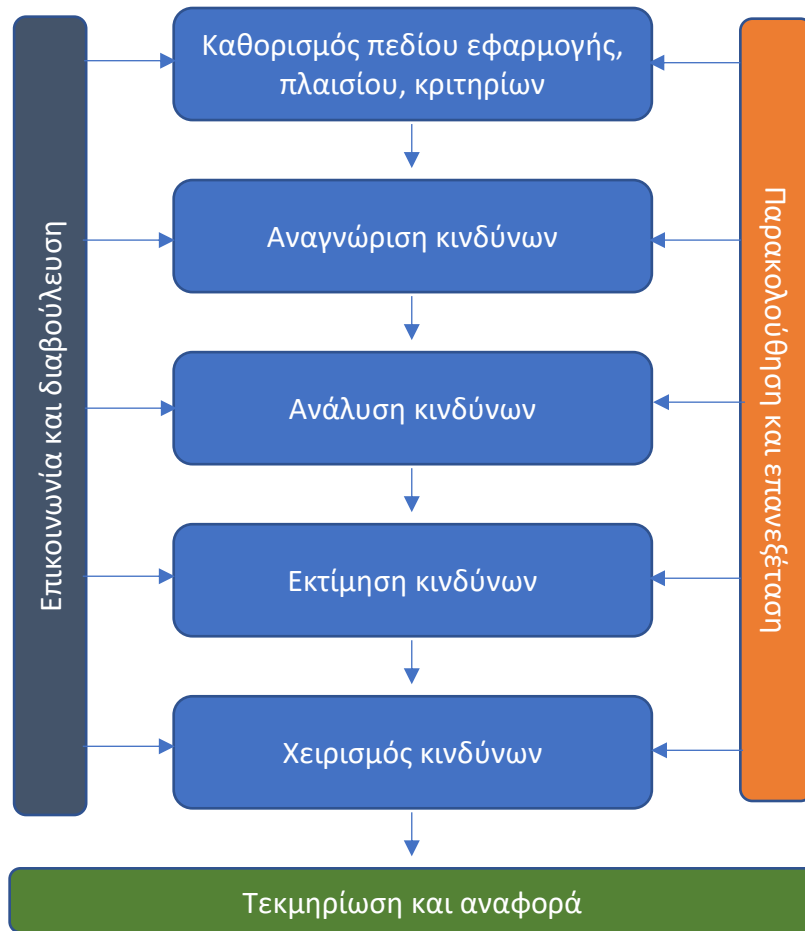 Καθορισμός πεδίου εφαρμογής,
πλαισίου, κριτηρίων
Επικοινωνία και διαβούλευση
Παρακολούθηση και επανεξέταση
Αναγνώριση κινδύνων
Ανάλυση κινδύνων
Εκτίμηση κινδύνων
Χειρισμός κινδύνων
Τεκμηρίωση και αναφορά